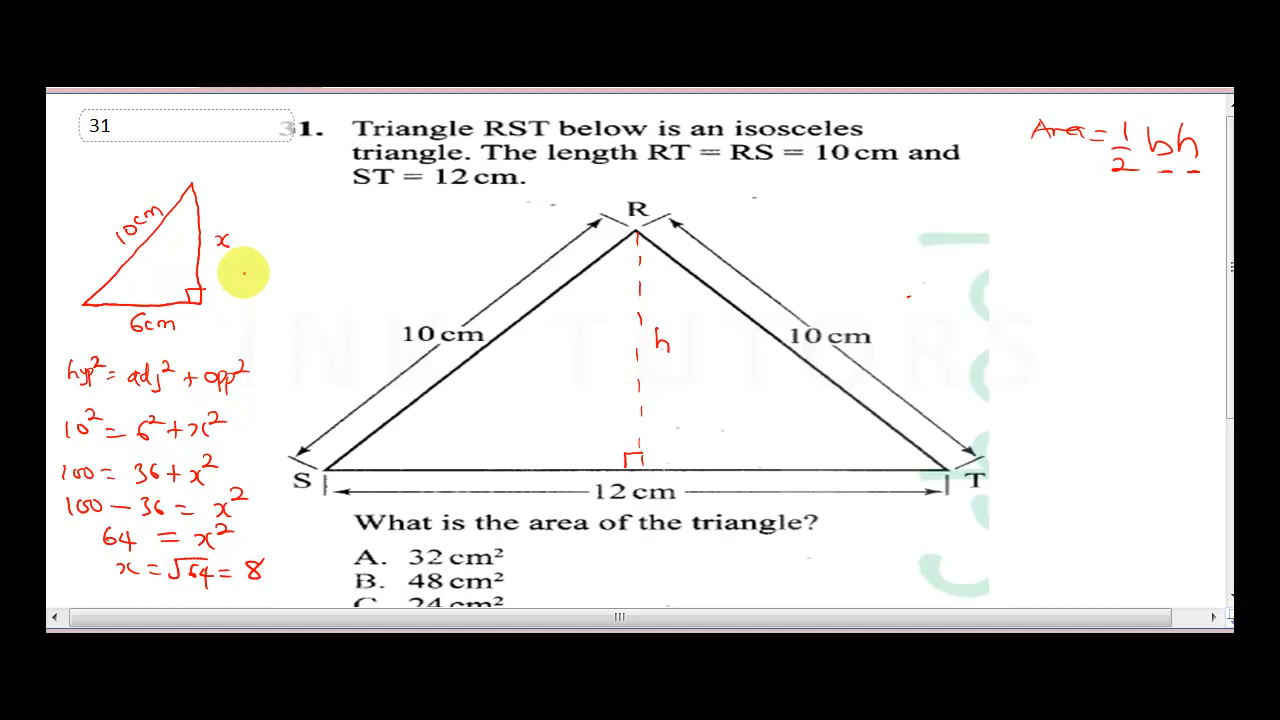 31
31. Triangle RST below is an isosceles
triangle. The length RT = RS = 10 cm and
ST = 12 cm.
Area = 1/2 bh
R
10cm
x
6cm
10 cm
h
10 cm
S
T
12 cm
hyp² = adj² + opp²
10² = 6² + x²
100 = 36 + x²
100 - 36 = x²
64 = x²
x = √64 = 8
What is the area of the triangle?
A. 32 cm²
B. 48 cm²
C. 24 cm²
TUTORS